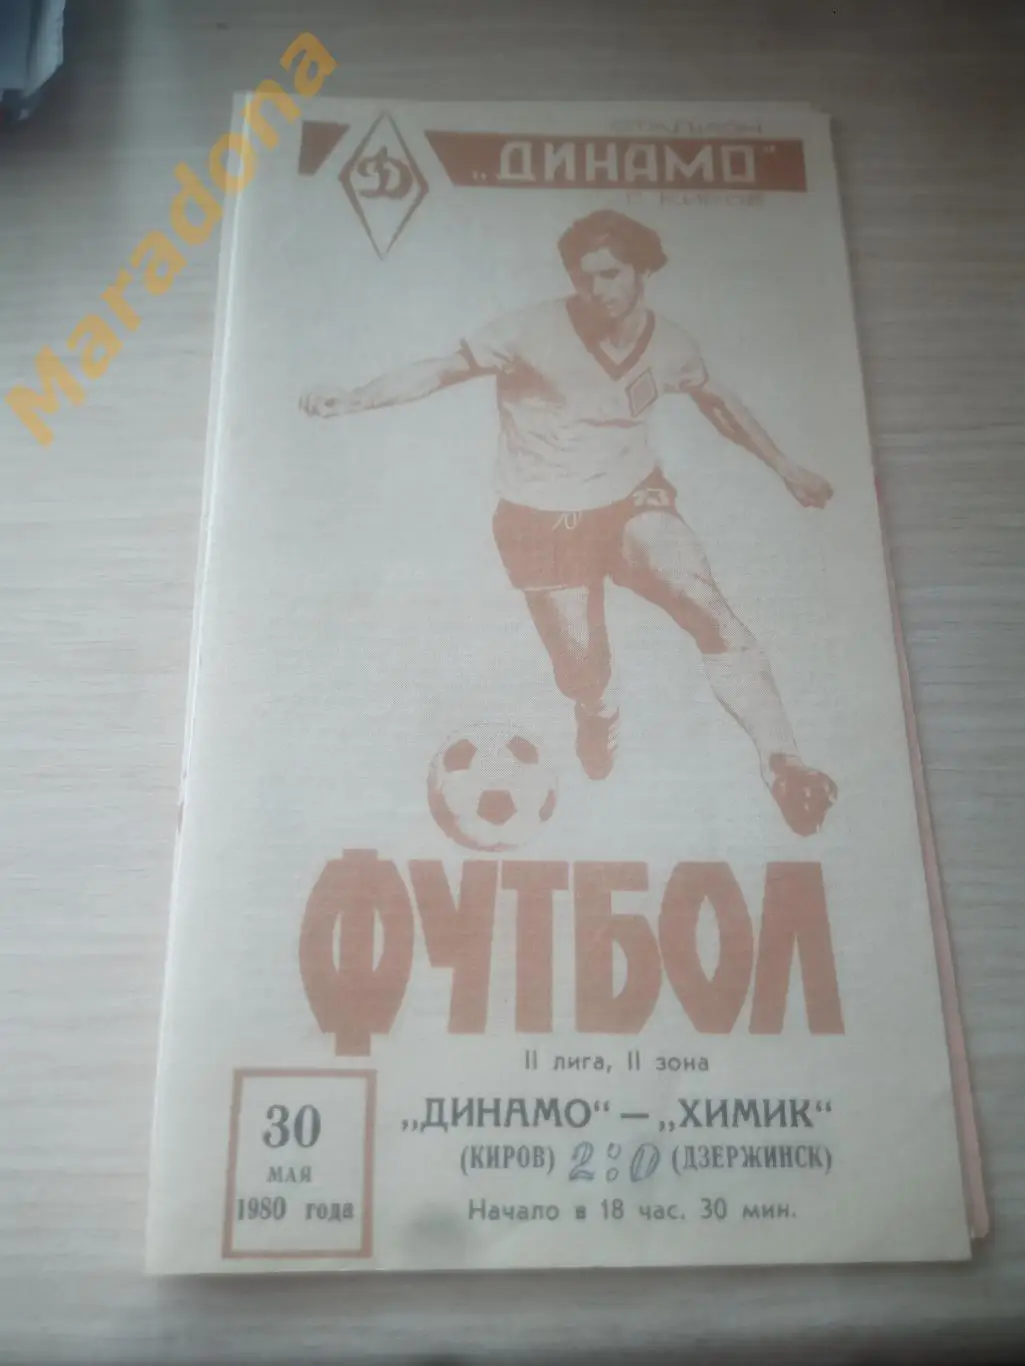 Maradona
СТАДИОН
„ДИНАМО"
Г. КИРОВ
ФУТБОЛ
II лига, II зона
30
МАЯ
1980 года
„ДИНАМО" — „ХИМИК"
(КИРОВ) 2:0 (ДЗЕРЖИНСК)
Начало в 18 час. 30 мин.